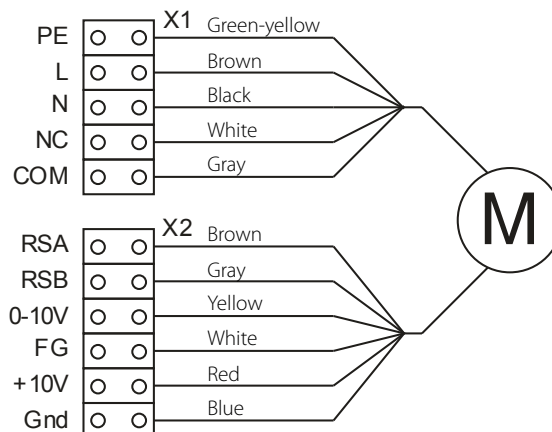 X1
PE Green-yellow
L Brown
N Black
NC White
COM Gray
M
X2
RSA Brown
RSB Gray
0-10V Yellow
FG White
+10V Red
Gnd Blue